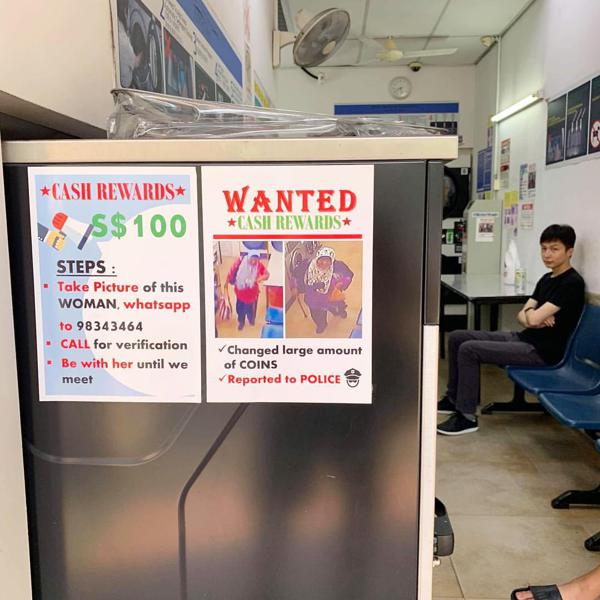 ★CASH REWARDS★
S$100
STEPS :
Take Picture of this
WOMAN, whatsapp
to 98343464
CALL for verification
Be with her until we
meet
WANTED
★CASH REWARDS★
✓Changed large amount
of COINS
✓Reported to POLICE